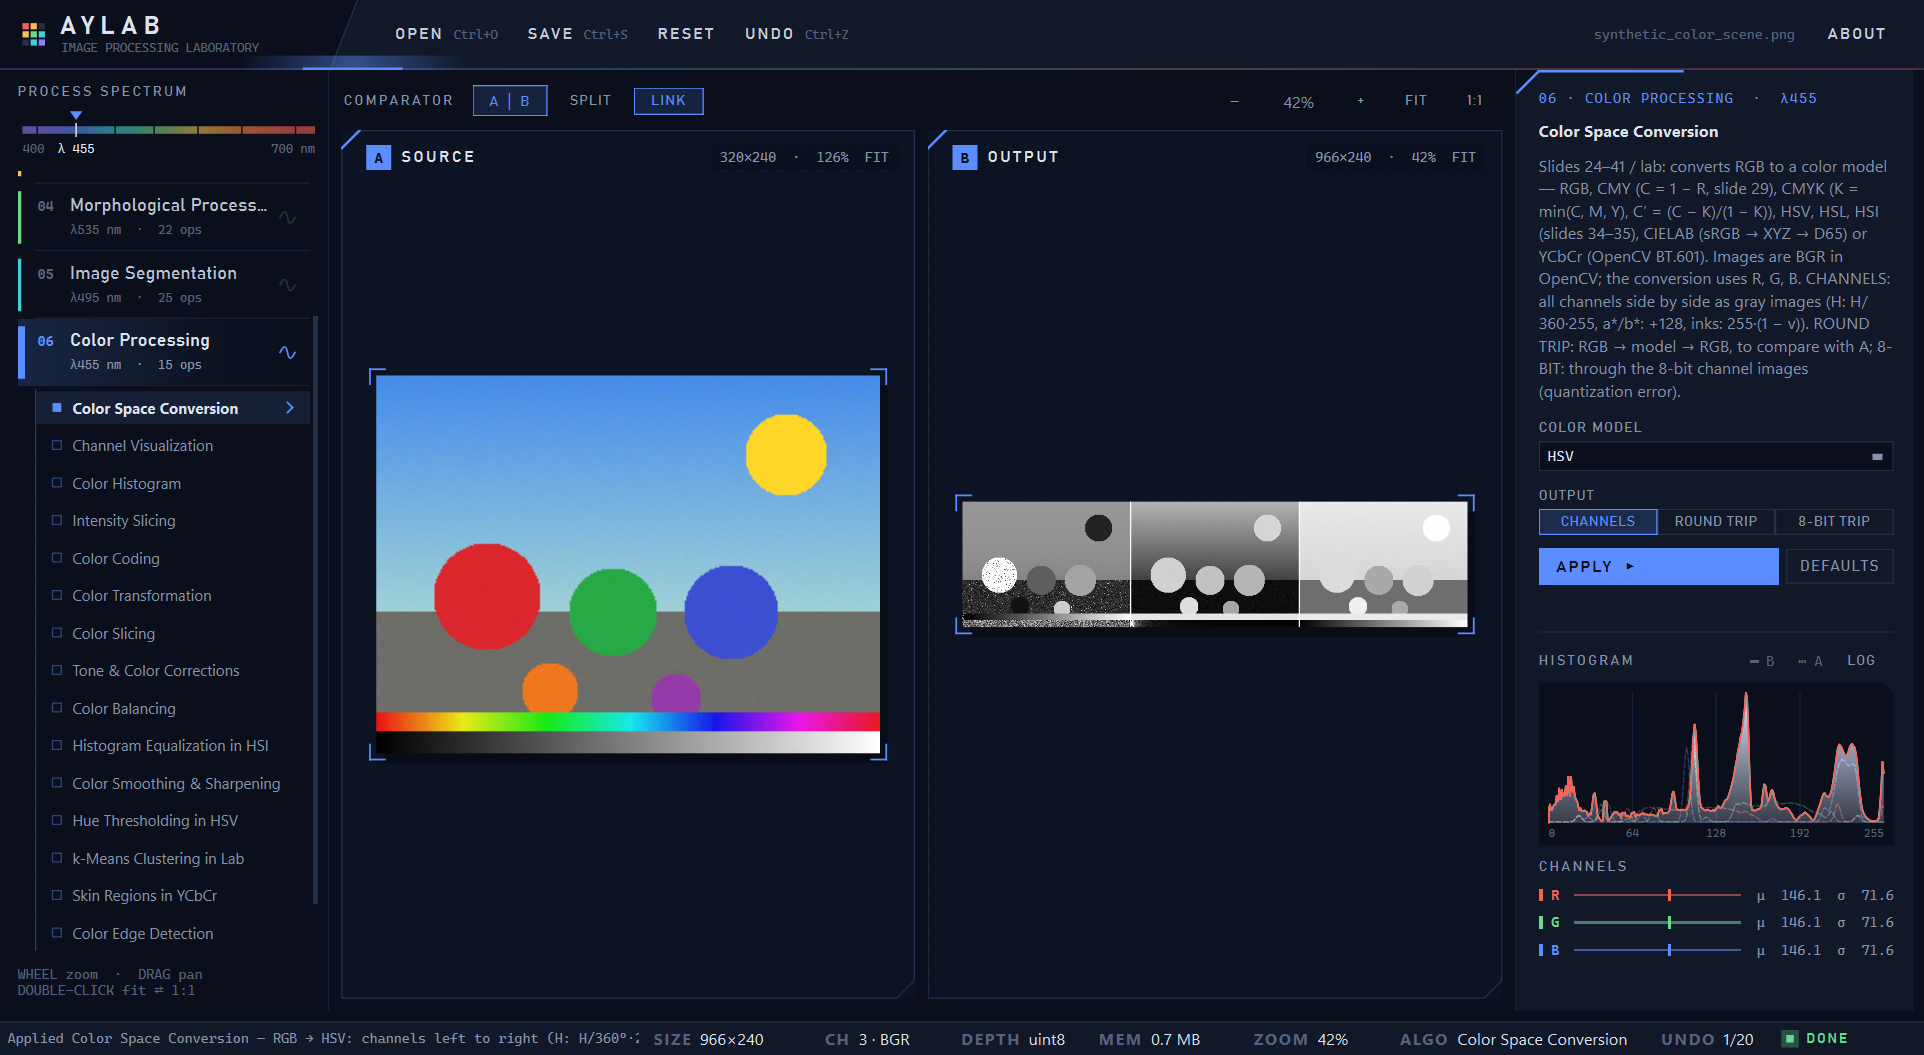 AYLAB
IMAGE PROCESSING LABORATORY
OPEN Ctrl+O SAVE Ctrl+S RESET UNDO Ctrl+Z
synthetic_color_scene.png ABOUT
PROCESS SPECTRUM
400 λ 455 700 nm
04 Morphological Process…
λ535 nm · 22 ops
05 Image Segmentation
λ495 nm · 25 ops
06 Color Processing
λ455 nm · 15 ops
Color Space Conversion
Channel Visualization
Color Histogram
Intensity Slicing
Color Coding
Color Transformation
Color Slicing
Tone & Color Corrections
Color Balancing
Histogram Equalization in HSI
Color Smoothing & Sharpening
Hue Thresholding in HSV
k-Means Clustering in Lab
Skin Regions in YCbCr
Color Edge Detection
WHEEL zoom · DRAG pan
DOUBLE-CLICK fit ⇄ 1:1
COMPARATOR A | B SPLIT LINK − 42% + FIT 1:1
A SOURCE 320×240 · 126% FIT
B OUTPUT 966×240 · 42% FIT
06 · COLOR PROCESSING · λ455
Color Space Conversion
Slides 24–41 / lab: converts RGB to a color model
— RGB, CMY (C = 1 − R, slide 29), CMYK (K =
min(C, M, Y), C' = (C − K)/(1 − K)), HSV, HSL, HSI
(slides 34–35), CIELAB (sRGB → XYZ → D65) or
YCbCr (OpenCV BT.601). Images are BGR in
OpenCV; the conversion uses R, G, B. CHANNELS:
all channels side by side as gray images (H: H/
360·255, a*/b*: +128, inks: 255·(1 − v)). ROUND
TRIP: RGB → model → RGB, to compare with A; 8-
BIT: through the 8-bit channel images
(quantization error).
COLOR MODEL
HSV
OUTPUT
CHANNELS ROUND TRIP 8-BIT TRIP
APPLY ▸ DEFAULTS
HISTOGRAM B A LOG
0 64 128 192 255
CHANNELS
R μ 146.1 σ 71.6
G μ 146.1 σ 71.6
B μ 146.1 σ 71.6
Applied Color Space Conversion — RGB → HSV: channels left to right (H: H/360°· SIZE 966×240 CH 3 · BGR DEPTH uint8 MEM 0.7 MB ZOOM 42% ALGO Color Space Conversion UNDO 1/20 DONE